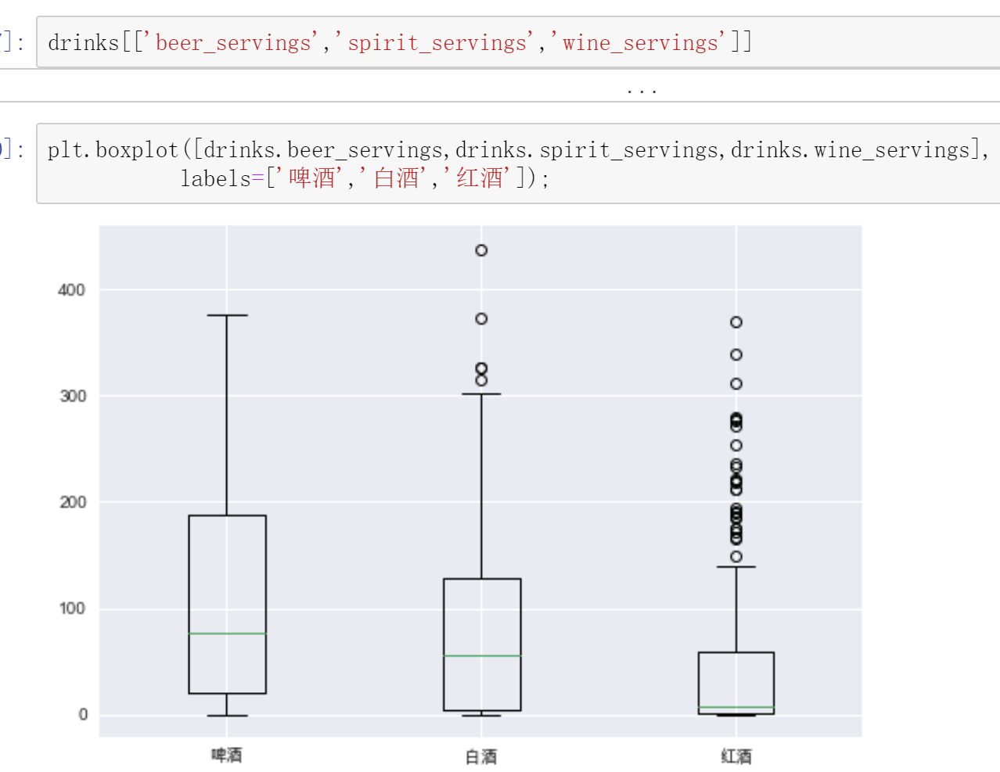 ]: drinks[['beer_servings','spirit_servings','wine_servings']]
...
]: plt.boxplot([drinks.beer_servings,drinks.spirit_servings,drinks.wine_servings],
labels=['啤酒','白酒','红酒']);
400
300
200
100
0
啤酒 白酒 红酒